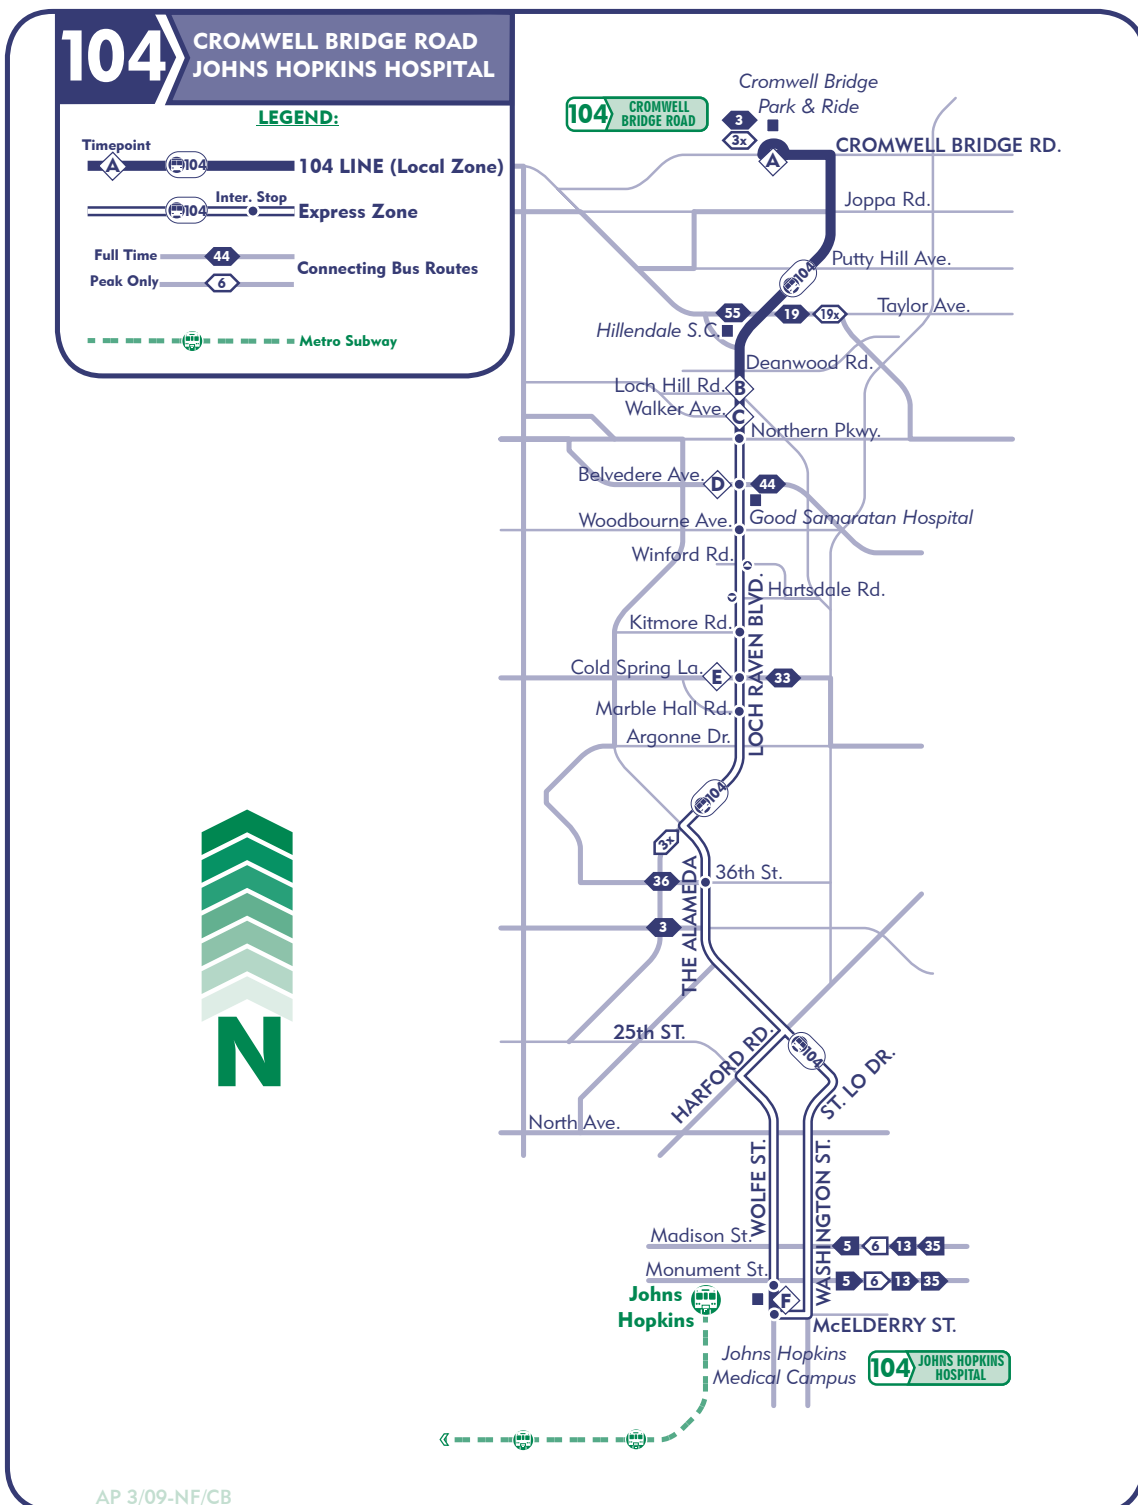 104
CROMWELL BRIDGE ROAD
JOHNS HOPKINS HOSPITAL
LEGEND:
Timepoint
A
104
104 LINE (Local Zone)
104
Inter. Stop
Express Zone
Full Time
44
Peak Only
6
Connecting Bus Routes
Metro Subway
Cromwell Bridge
Park & Ride
104
CROMWELL
BRIDGE ROAD
3
3x
A
CROMWELL BRIDGE RD.
Joppa Rd.
Putty Hill Ave.
104
55
19
19x
Taylor Ave.
Hillendale S.C.
Deanwood Rd.
Loch Hill Rd.
B
Walker Ave.
C
Northern Pkwy.
Belvedere Ave.
D
44
Woodbourne Ave.
Good Samaratan Hospital
Winford Rd.
Hartsdale Rd.
Kitmore Rd.
LOCH RAVEN BLVD.
Cold Spring La.
E
33
Marble Hall Rd.
Argonne Dr.
104
3x
36
36th St.
THE ALAMEDA
3
25th ST.
HARFORD RD.
104
ST. LO DR.
North Ave.
WOLFE ST.
WASHINGTON ST.
Madison St.
5
6
13
35
Monument St.
5
6
13
35
Johns
Hopkins
F
McELDERRY ST.
Johns Hopkins
Medical Campus
104
JOHNS HOPKINS
HOSPITAL
N
AP 3/09-NF/CB